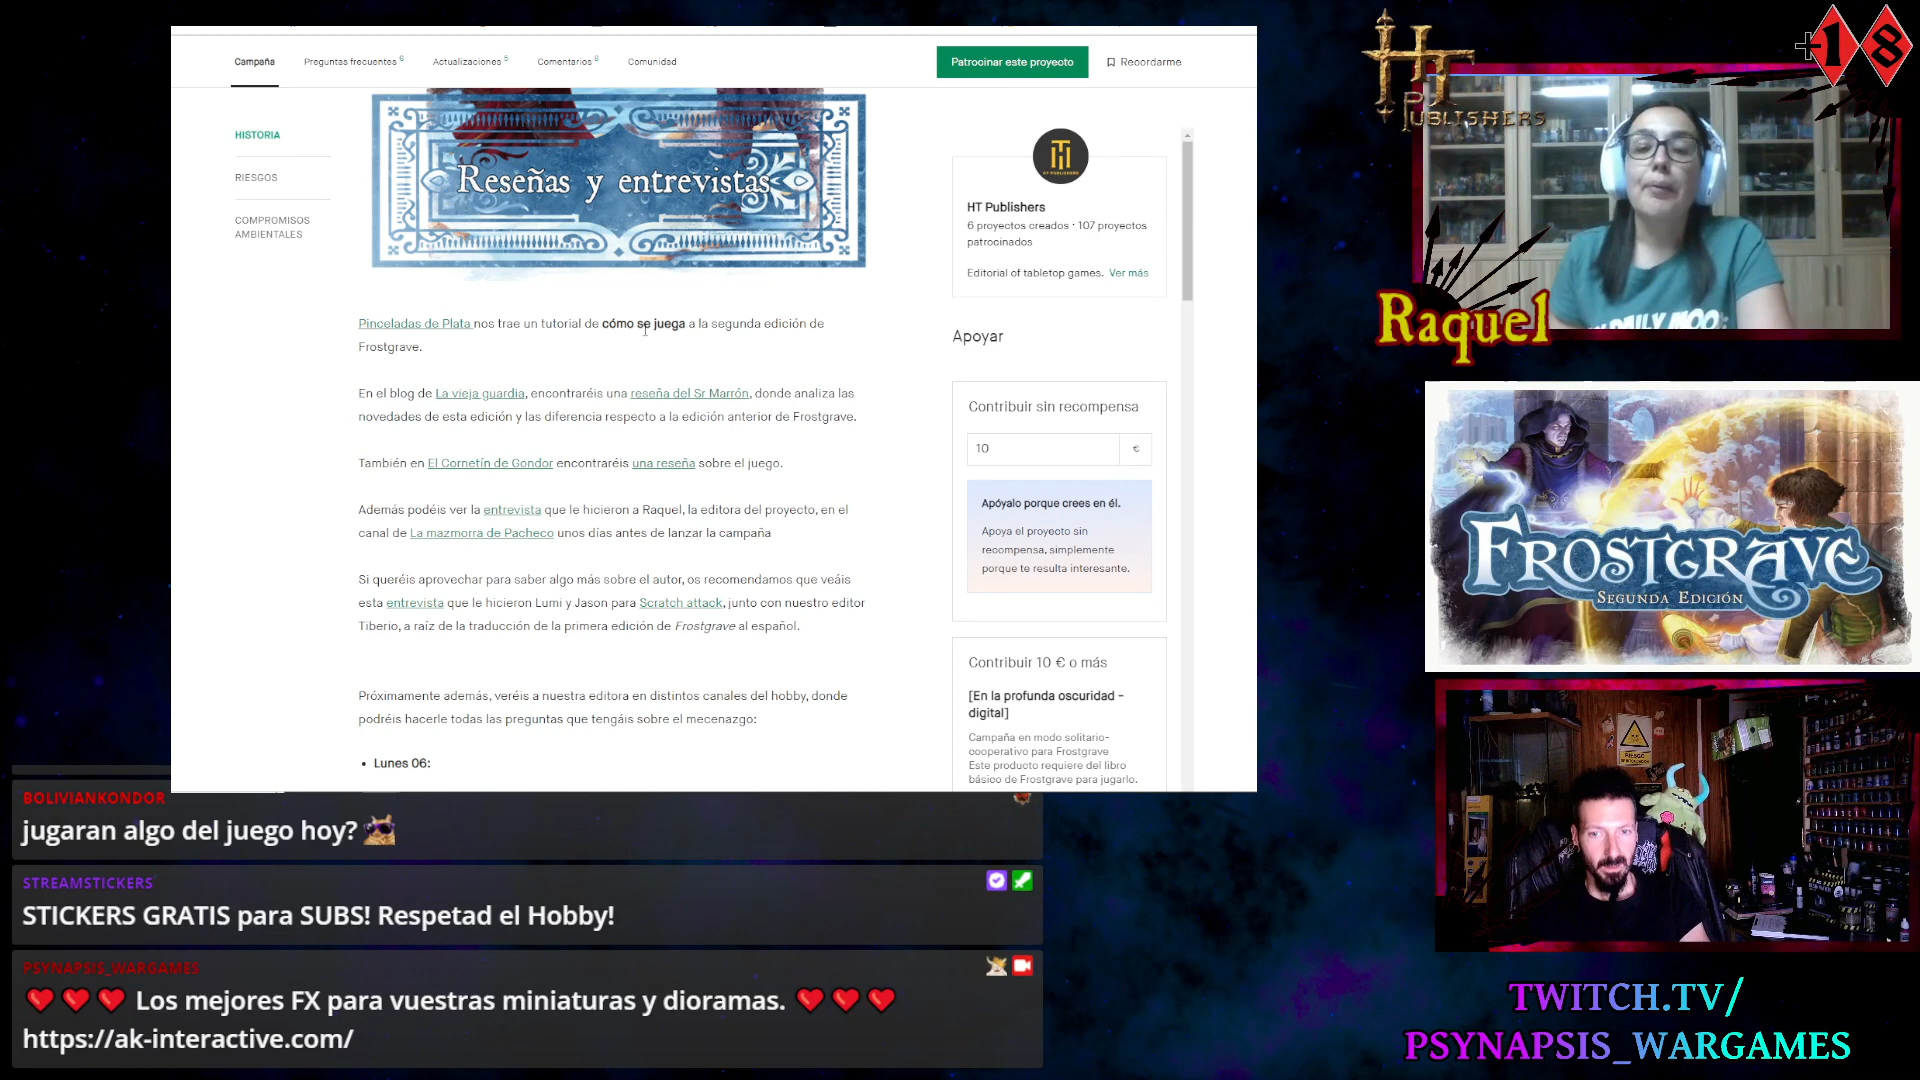 Campaña
Preguntas frecuentes 6
Actualizaciones 5
Comentarios 8
Comunidad
Patrocinar este proyecto
Recordarme
HISTORIA
RIESGOS
COMPROMISOS
AMBIENTALES
Reseñas y entrevistas
Pinceladas de Plata nos trae un tutorial de cómo se juega a la segunda edición de
Frostgrave.
En el blog de La vieja guardia, encontraréis una reseña del Sr Marrón, donde analiza las
novedades de esta edición y las diferencia respecto a la edición anterior de Frostgrave.
También en El Cornetín de Gondor encontraréis una reseña sobre el juego.
Además podéis ver la entrevista que le hicieron a Raquel, la editora del proyecto, en el
canal de La mazmorra de Pacheco unos días antes de lanzar la campaña
Si queréis aprovechar para saber algo más sobre el autor, os recomendamos que veáis
esta entrevista que le hicieron Lumi y Jason para Scratch attack, junto con nuestro editor
Tiberio, a raíz de la traducción de la primera edición de Frostgrave al español.
Próximamente además, veréis a nuestra editora en distintos canales del hobby, donde
podréis hacerle todas las preguntas que tengáis sobre el mecenazgo:
• Lunes 06:
HT PUBLISHERS
HT Publishers
6 proyectos creados · 107 proyectos
patrocinados
Editorial of tabletop games. Ver más
Apoyar
Contribuir sin recompensa
10 €
Apóyalo porque crees en él.
Apoya el proyecto sin
recompensa, simplemente
porque te resulta interesante.
Contribuir 10 € o más
[En la profunda oscuridad -
digital]
Campaña en modo solitario-
cooperativo para Frostgrave
Este producto requiere del libro
básico de Frostgrave para jugarlo.
HT
PUBLISHERS
+18
DAILY MOO
Raquel
FROSTGRAVE
SEGUNDA EDICIÓN
RIESGO
TWITCH.TV/
PSYNAPSIS_WARGAMES
BOLIVIANKONDOR
jugaran algo del juego hoy?
STREAMSTICKERS
STICKERS GRATIS para SUBS! Respetad el Hobby!
PSYNAPSIS_WARGAMES
Los mejores FX para vuestras miniaturas y dioramas.
https://ak-interactive.com/